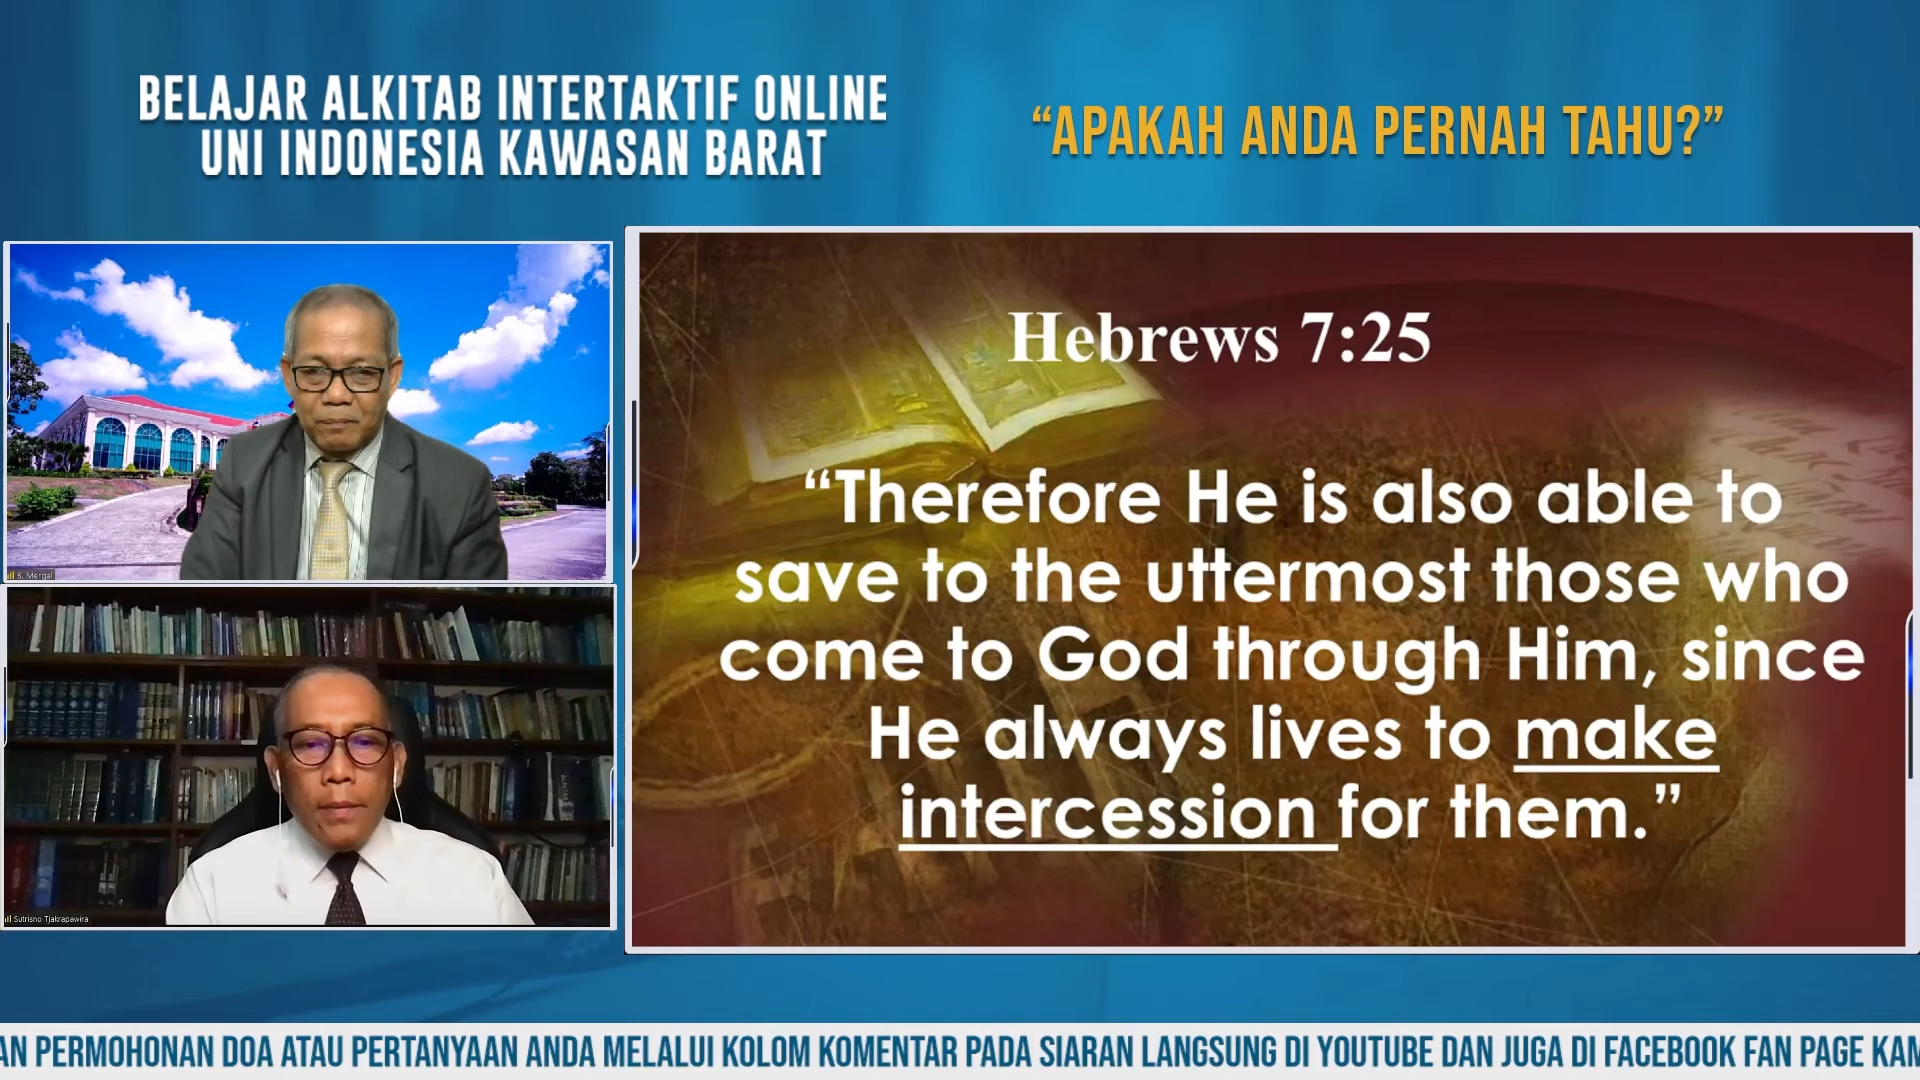 BELAJAR ALKITAB INTERTAKTIF ONLINE
UNI INDONESIA KAWASAN BARAT
“APAKAH ANDA PERNAH TAHU?”
B. Mergal
Sutrisno Tjakrapawira
Hebrews 7:25
“Therefore He is also able to
save to the uttermost those who
come to God through Him, since
He always lives to make
intercession for them.”
AN PERMOHONAN DOA ATAU PERTANYAAN ANDA MELALUI KOLOM KOMENTAR PADA SIARAN LANGSUNG DI YOUTUBE DAN JUGA DI FACEBOOK FAN PAGE KAM